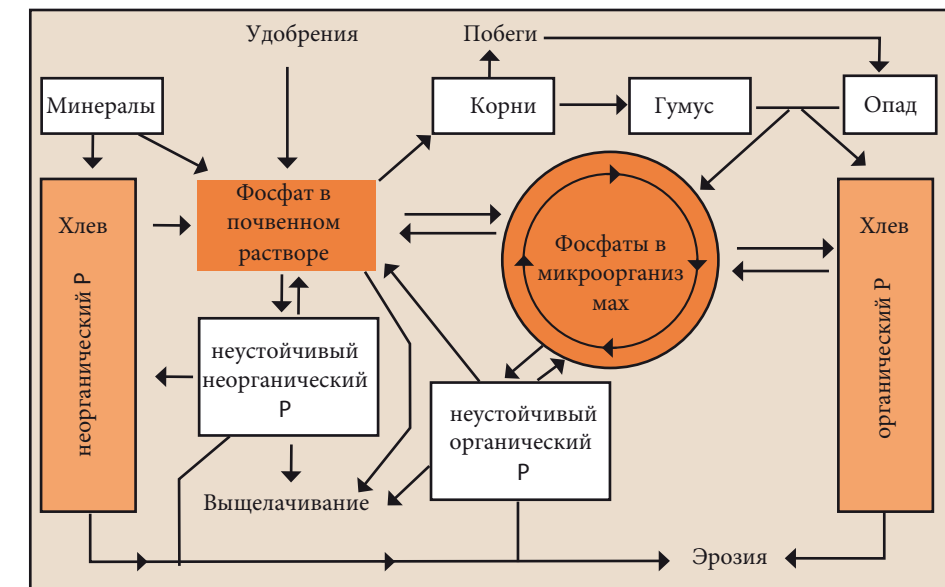 Удобрения
Побеги
Минералы
Корни
Гумус
Опад
Хлев
неорганический P
Фосфат в
почвенном
растворе
Фосфаты в
микроорганиз
мах
Хлев
органический P
неустойчивый
неорганический
P
неустойчивый
органический
P
Выщелачивание
Эрозия